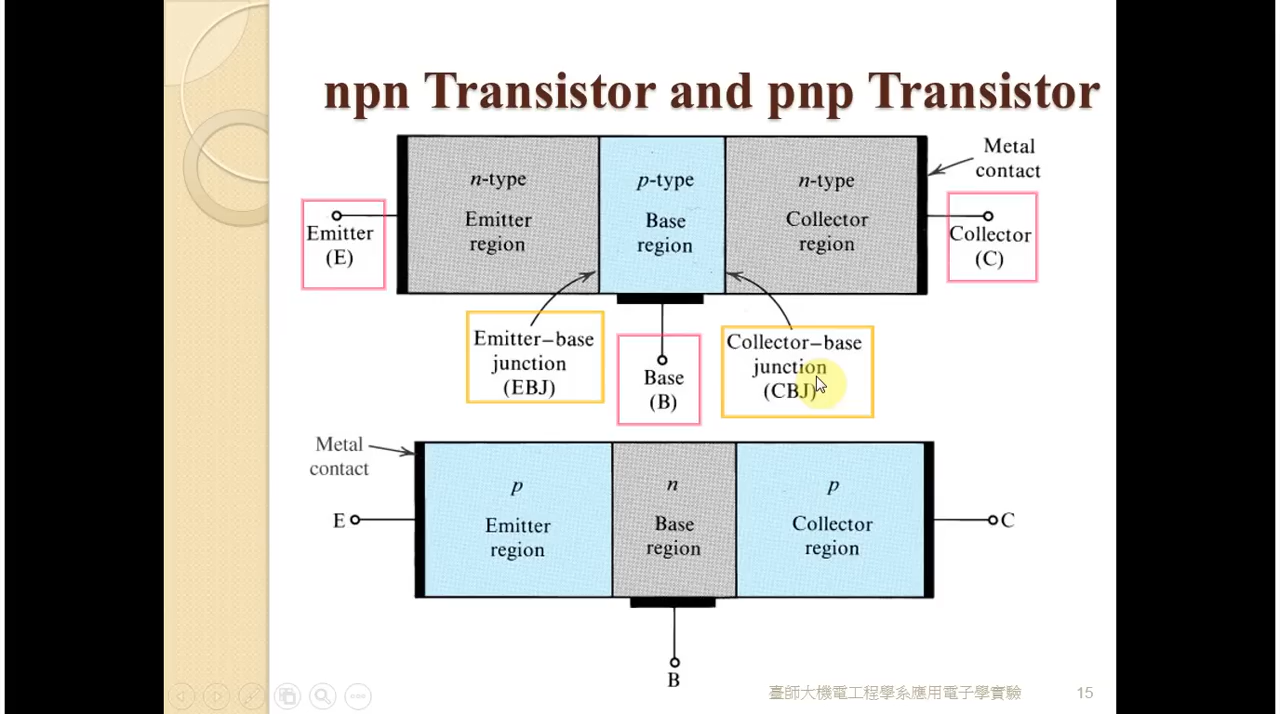 npn Transistor and pnp Transistor
Metal
contact
n-type
Emitter
region
p-type
Base
region
n-type
Collector
region
Emitter
(E)
Collector
(C)
Emitter–base
junction
(EBJ)
Base
(B)
Collector–base
junction
(CBJ)
Metal
contact
E
p
Emitter
region
n
Base
region
p
Collector
region
C
B
臺師大機電工程學系應用電子學實驗
15